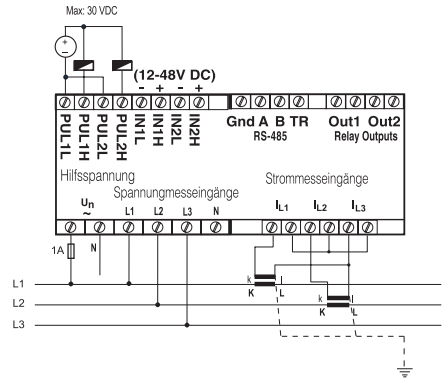 Max: 30 VDC
+
-
(12-48V DC)
- + - +
PUL1L PUL1H PUL2L PUL2H IN1L IN1H IN2L IN2H
Gnd A B TR
RS-485
Out1 Out2
Relay Outputs
Hilfsspannung
Spannungmesseingänge
Strommesseingänge
Un
~
L1 L2 L3 N
IL1 IL2 IL3
1A
N
L1
k l
K L
L2
k l
K L
L3